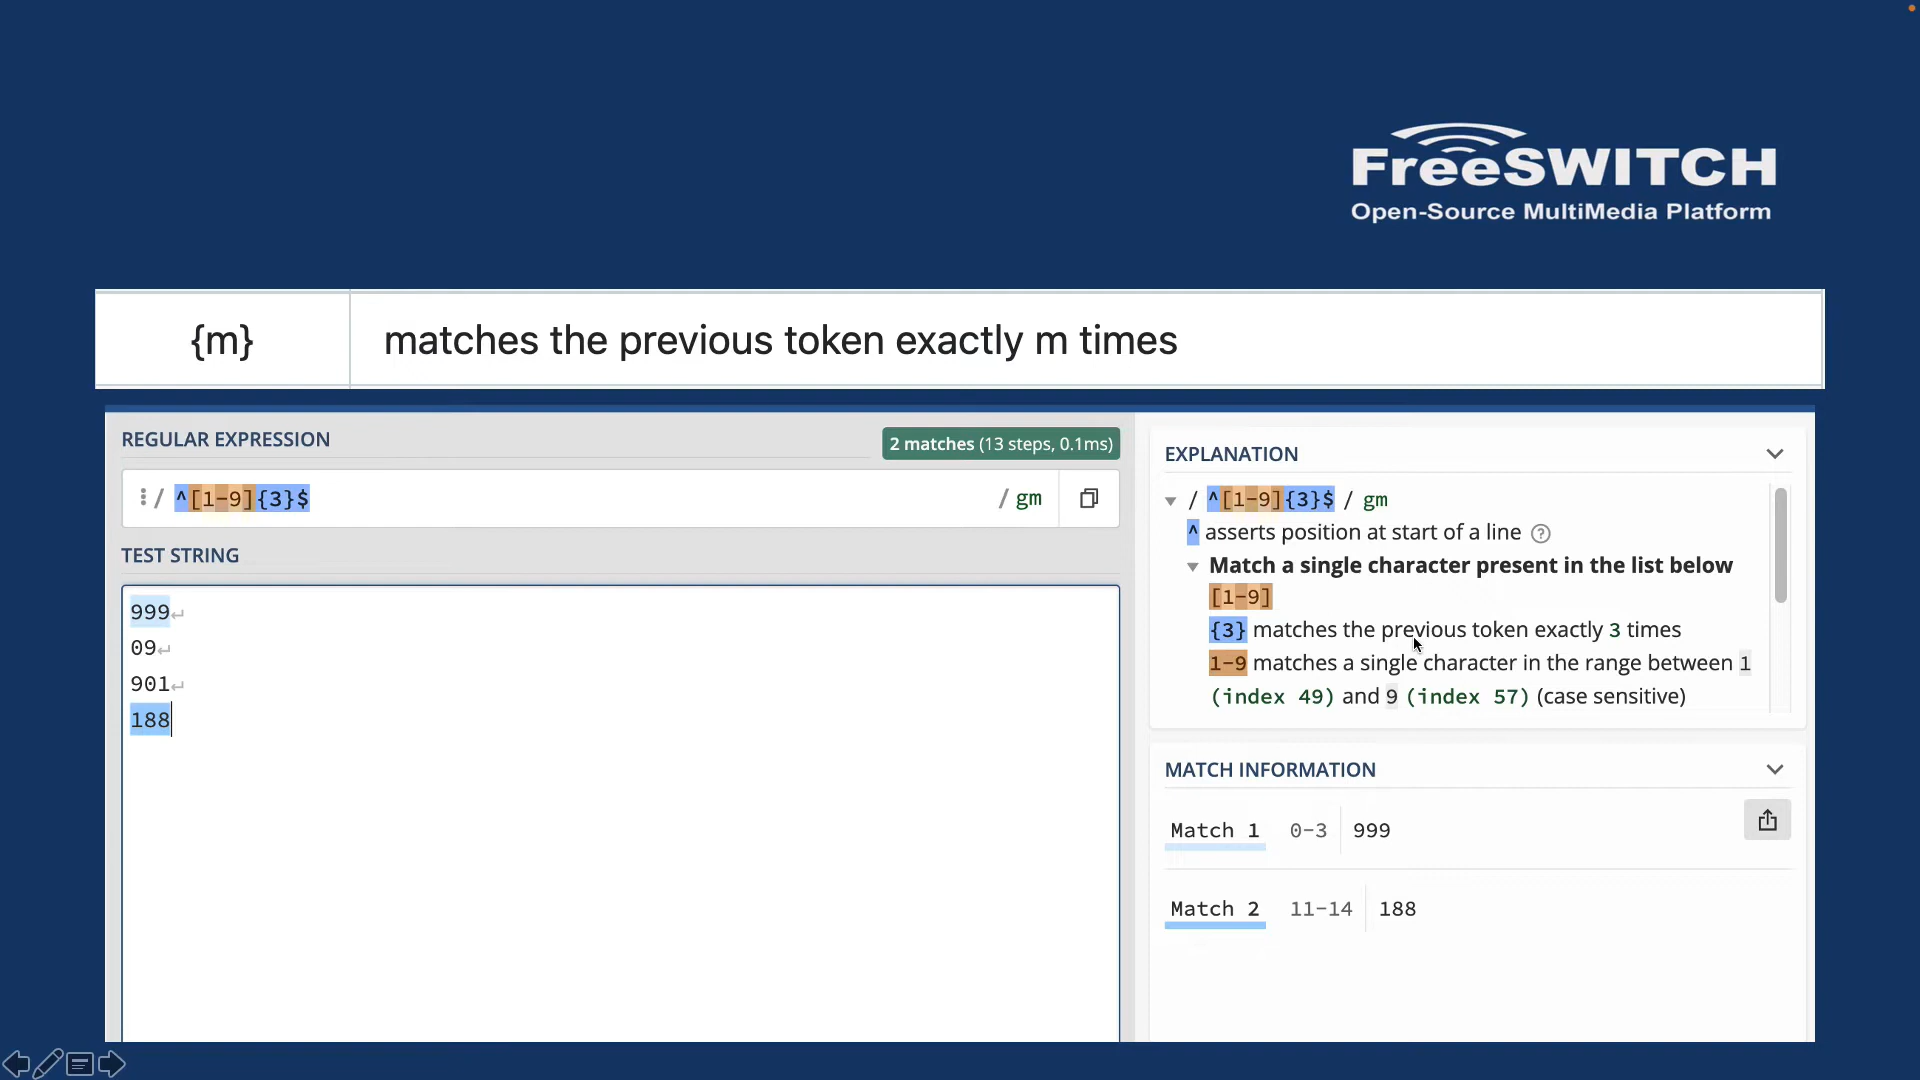 FreeSWITCH
Open-Source MultiMedia Platform
{m} matches the previous token exactly m times
REGULAR EXPRESSION
2 matches (13 steps, 0.1ms)
/ ^[1-9]{3}$ / gm
TEST STRING
999
09
901
188
EXPLANATION
/ ^[1-9]{3}$ / gm
^ asserts position at start of a line ?
Match a single character present in the list below
[1-9]
{3} matches the previous token exactly 3 times
1-9 matches a single character in the range between 1
(index 49) and 9 (index 57) (case sensitive)
MATCH INFORMATION
Match 1 0-3 999
Match 2 11-14 188